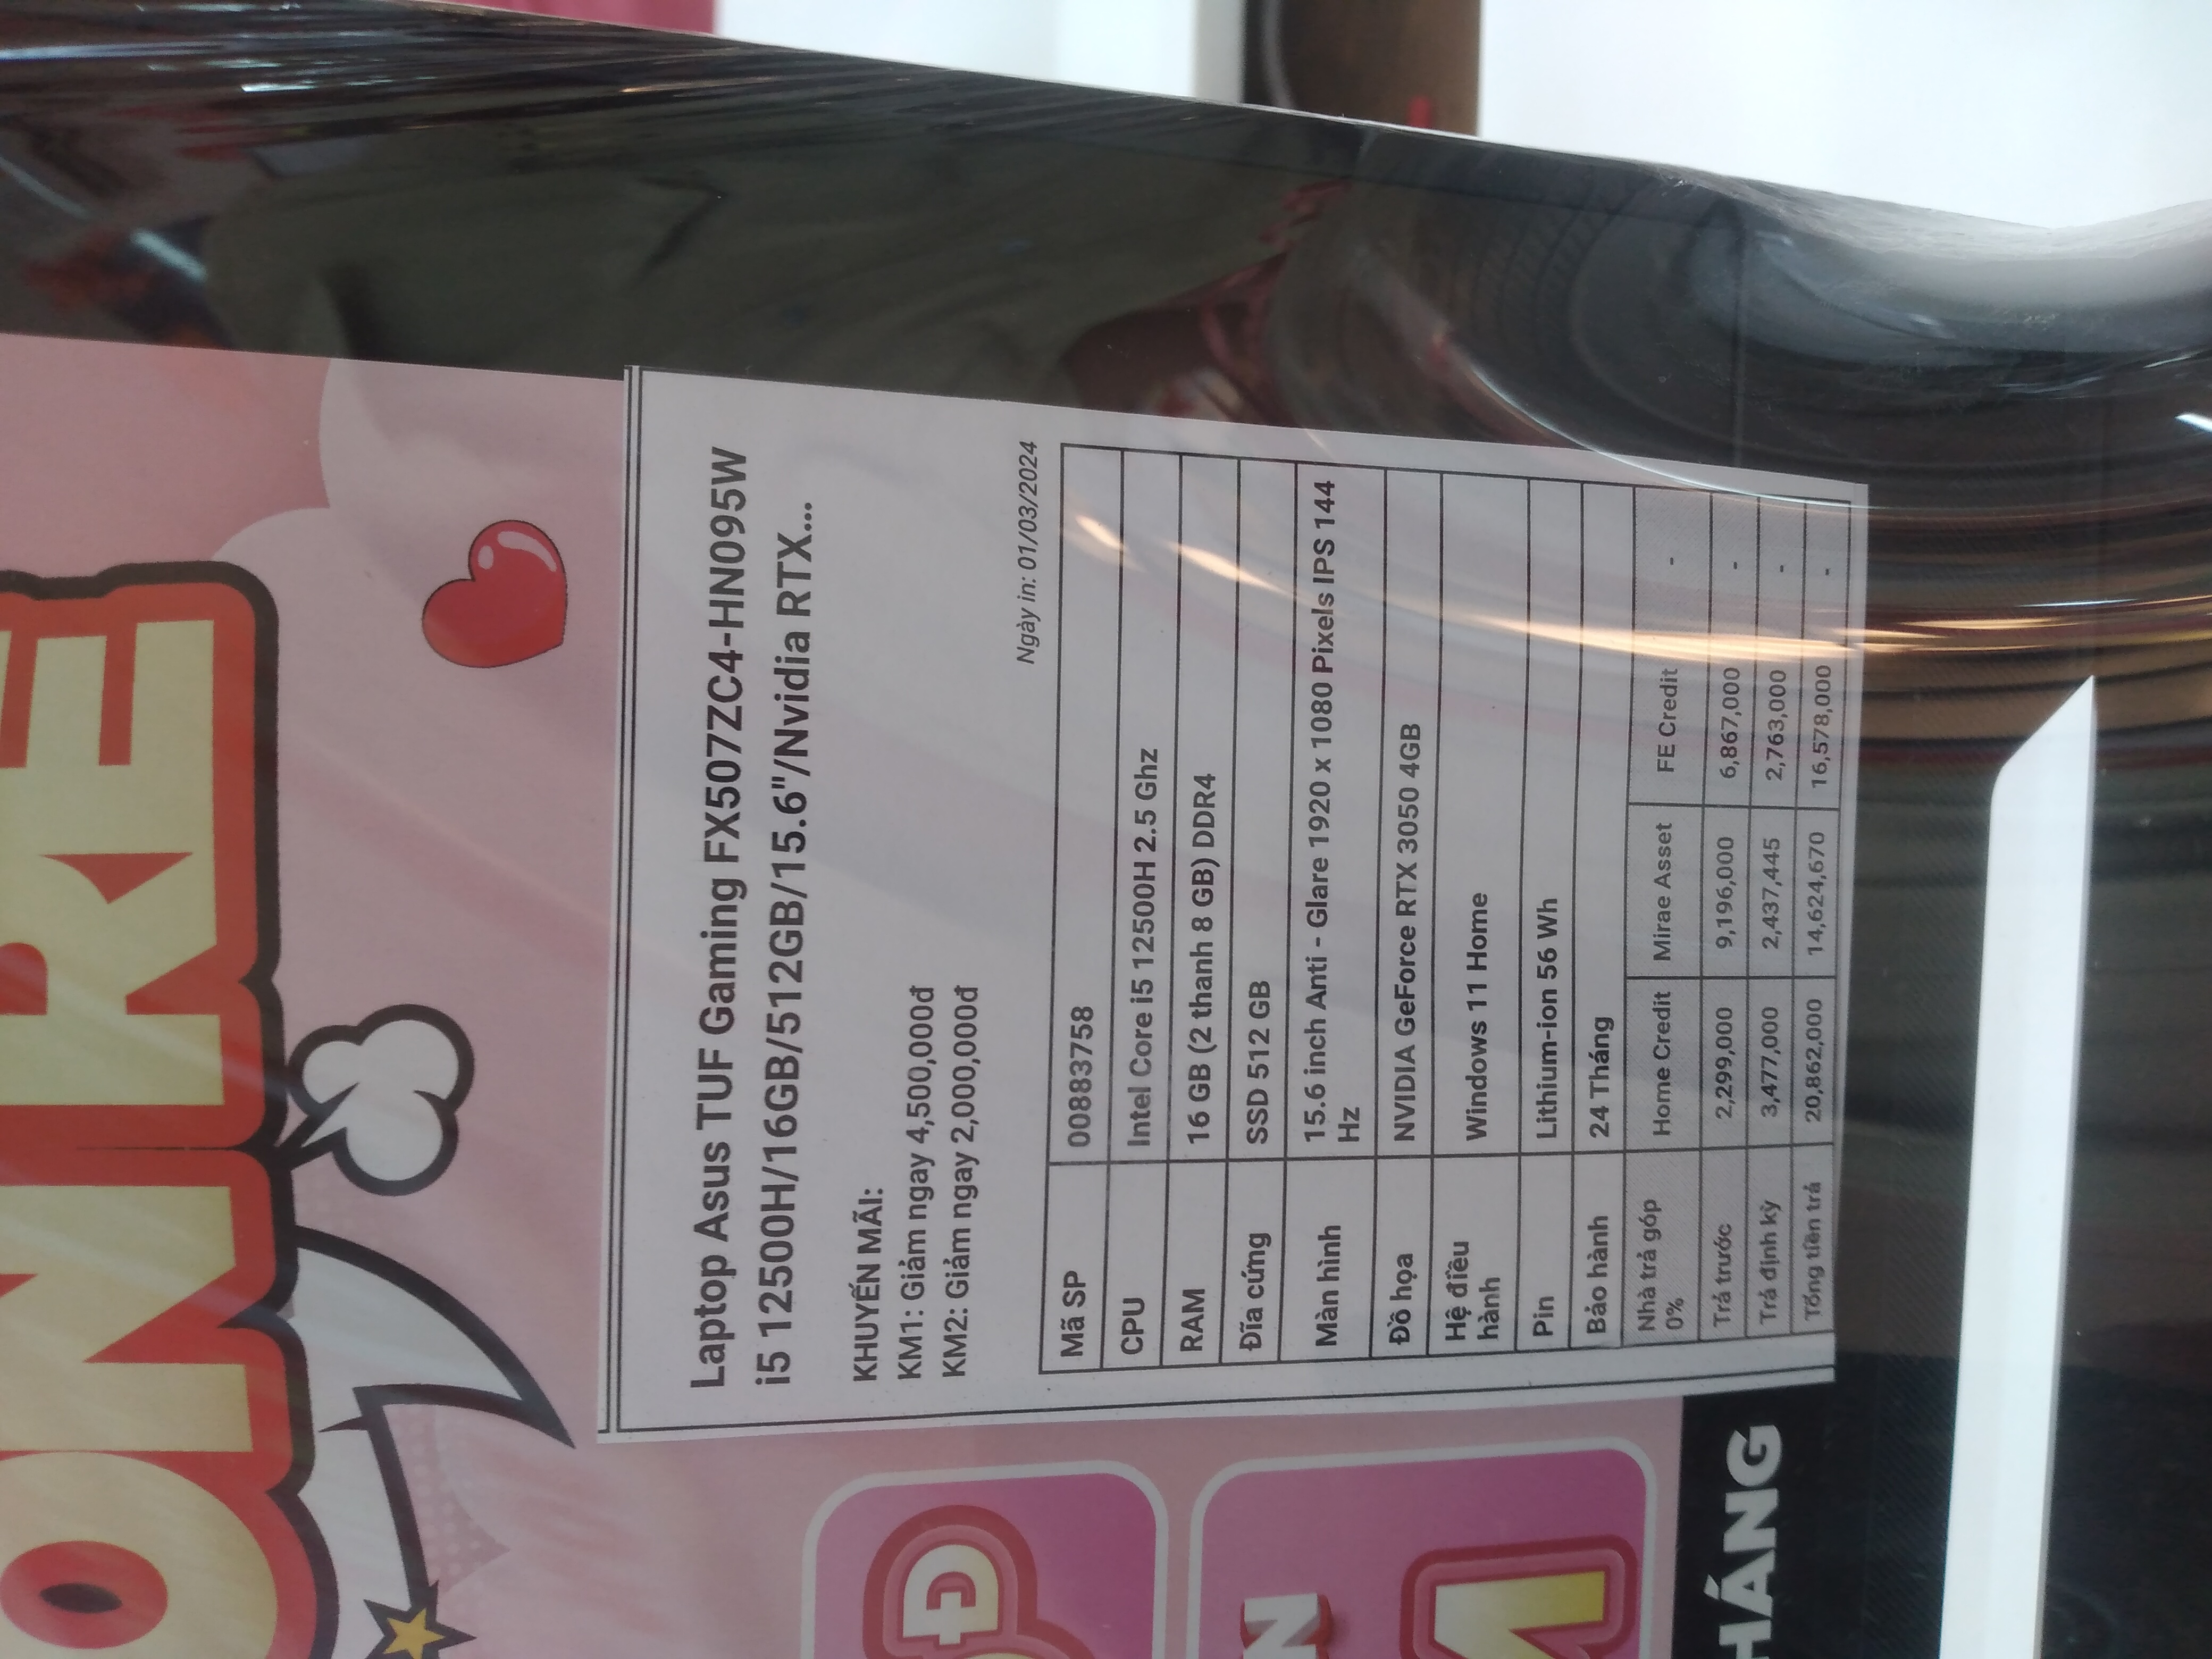 ON RẺ
Đ
N
M
HÁNG
Laptop Asus TUF Gaming FX507ZC4-HN095W
i5 12500H/16GB/512GB/15.6"/Nvidia RTX...
KHUYẾN MÃI:
KM1: Giảm ngay 4,500,000đ
KM2: Giảm ngay 2,000,000đ
Ngày in: 01/03/2024
Mã SP 00883758
CPU Intel Core i5 12500H 2.5 Ghz
RAM 16 GB (2 thanh 8 GB) DDR4
Đĩa cứng SSD 512 GB
Màn hình 15.6 inch Anti - Glare 1920 x 1080 Pixels IPS 144
Hz
Đồ họa NVIDIA GeForce RTX 3050 4GB
Hệ điều
hành Windows 11 Home
Pin Lithium-ion 56 Wh
Bảo hành 24 Tháng
Nhà trả góp
0% Home Credit Mirae Asset FE Credit -
Trả trước 2,299,000 9,196,000 6,867,000 -
Trả định kỳ 3,477,000 2,437,445 2,763,000 -
Tổng tiền trả 20,862,000 14,624,670 16,578,000 -